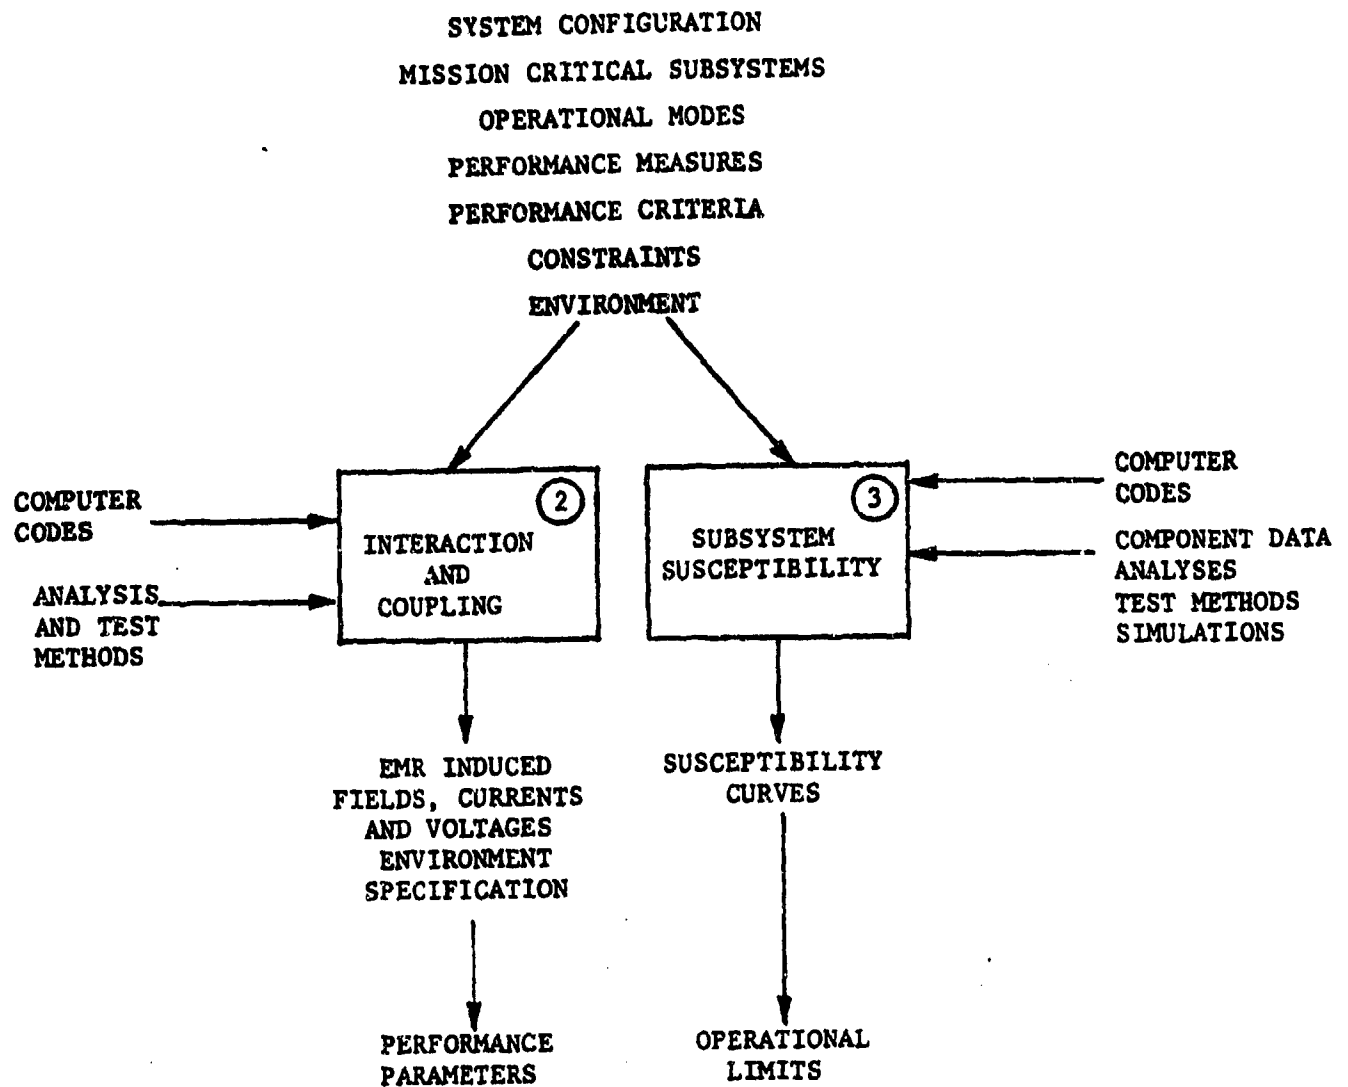 SYSTEM CONFIGURATION
MISSION CRITICAL SUBSYSTEMS
OPERATIONAL MODES
PERFORMANCE MEASURES
PERFORMANCE CRITERIA
CONSTRAINTS
ENVIRONMENT
COMPUTER
CODES
ANALYSIS
AND TEST
METHODS
2
INTERACTION
AND
COUPLING
3
SUBSYSTEM
SUSCEPTIBILITY
COMPUTER
CODES
COMPONENT DATA
ANALYSES
TEST METHODS
SIMULATIONS
EMR INDUCED
FIELDS, CURRENTS
AND VOLTAGES
ENVIRONMENT
SPECIFICATION
SUSCEPTIBILITY
CURVES
PERFORMANCE
PARAMETERS
OPERATIONAL
LIMITS